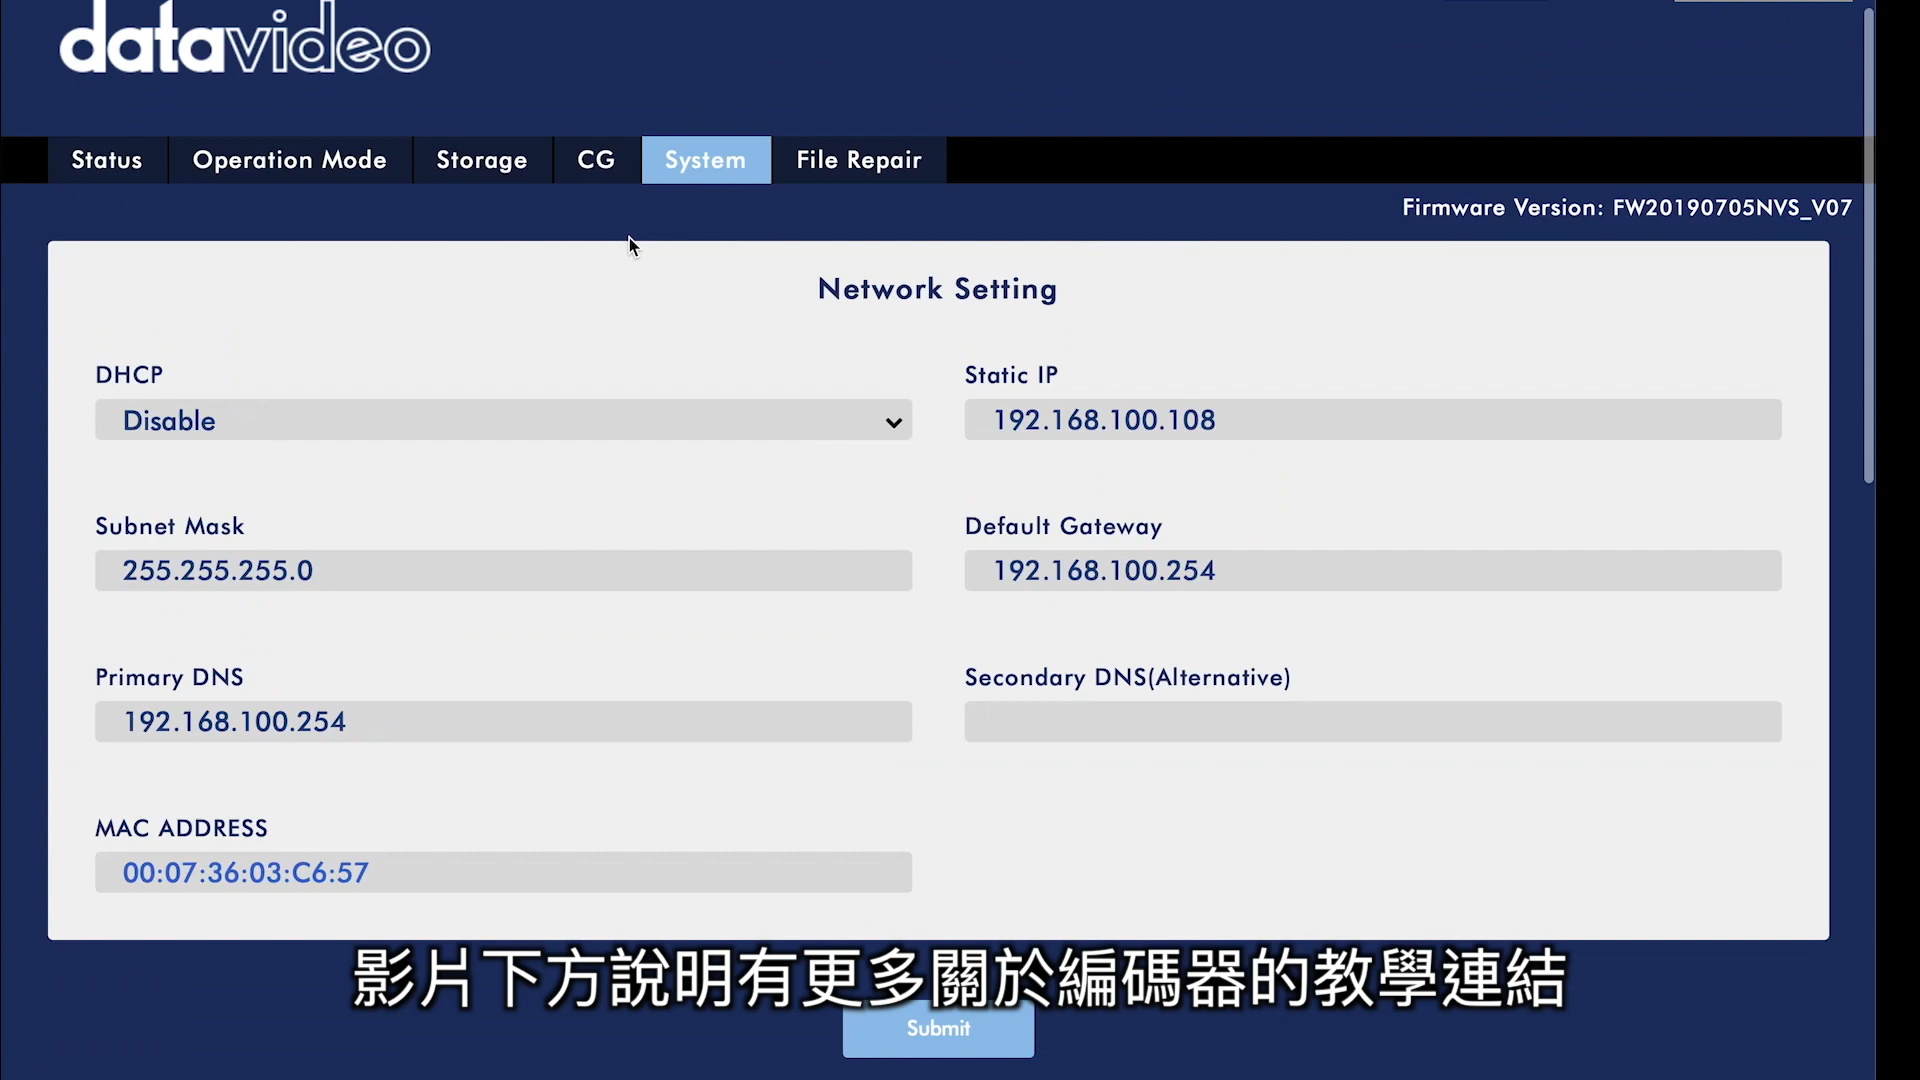 datavideo
Status Operation Mode Storage CG System File Repair
Firmware Version: FW20190705NVS_V07
Network Setting
DHCP Static IP
Disable 192.168.100.108
Subnet Mask Default Gateway
255.255.255.0 192.168.100.254
Primary DNS Secondary DNS(Alternative)
192.168.100.254
MAC ADDRESS
00:07:36:03:C6:57
影片下方說明有更多關於編碼器的教學連結
Submit